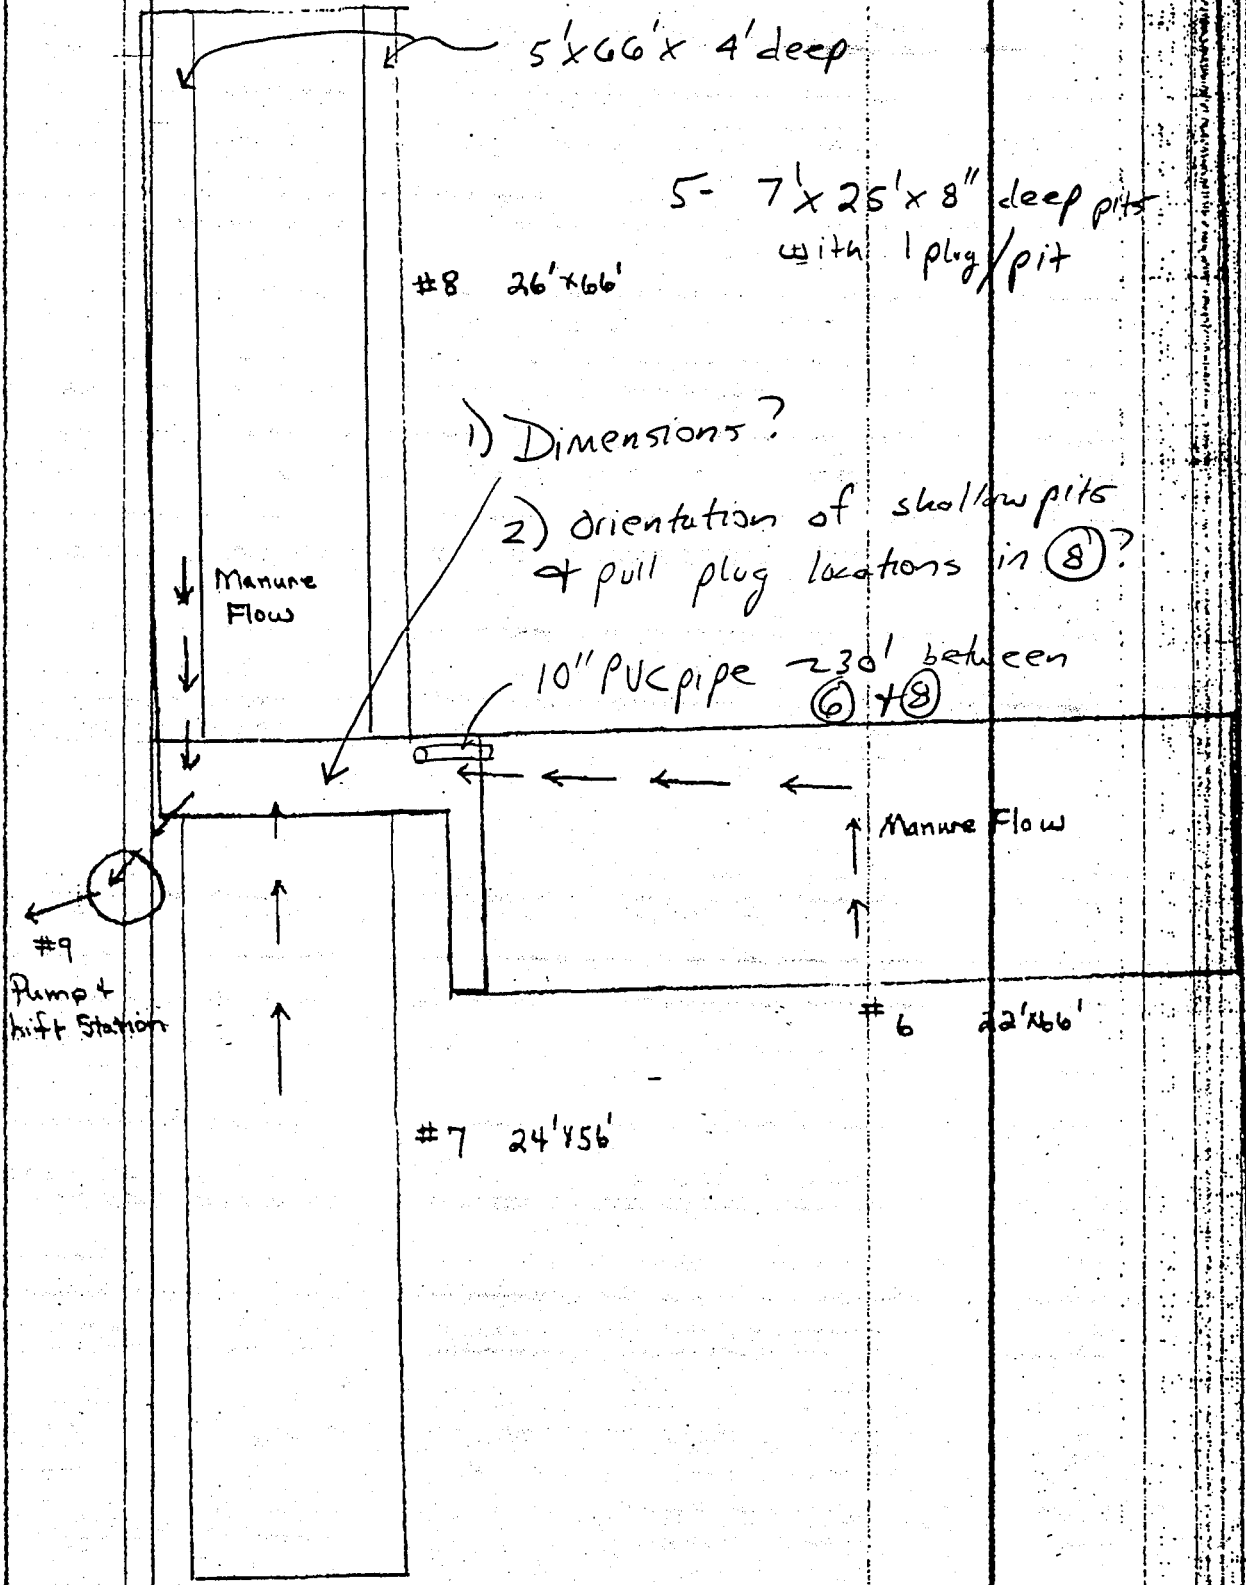 5'x66'x 4' deep
5- 7'x 25'x 8" deep pits
with 1 plug/pit
#8 26'x66'
1) Dimensions?
2) orientation of shallow pits
& pull plug locations in 8?
Manure
Flow
10" PVC pipe ~30' between
6 + 8
Manure Flow
#9
Pump +
Lift Station
#6 22'x66'
#7 24'x56'